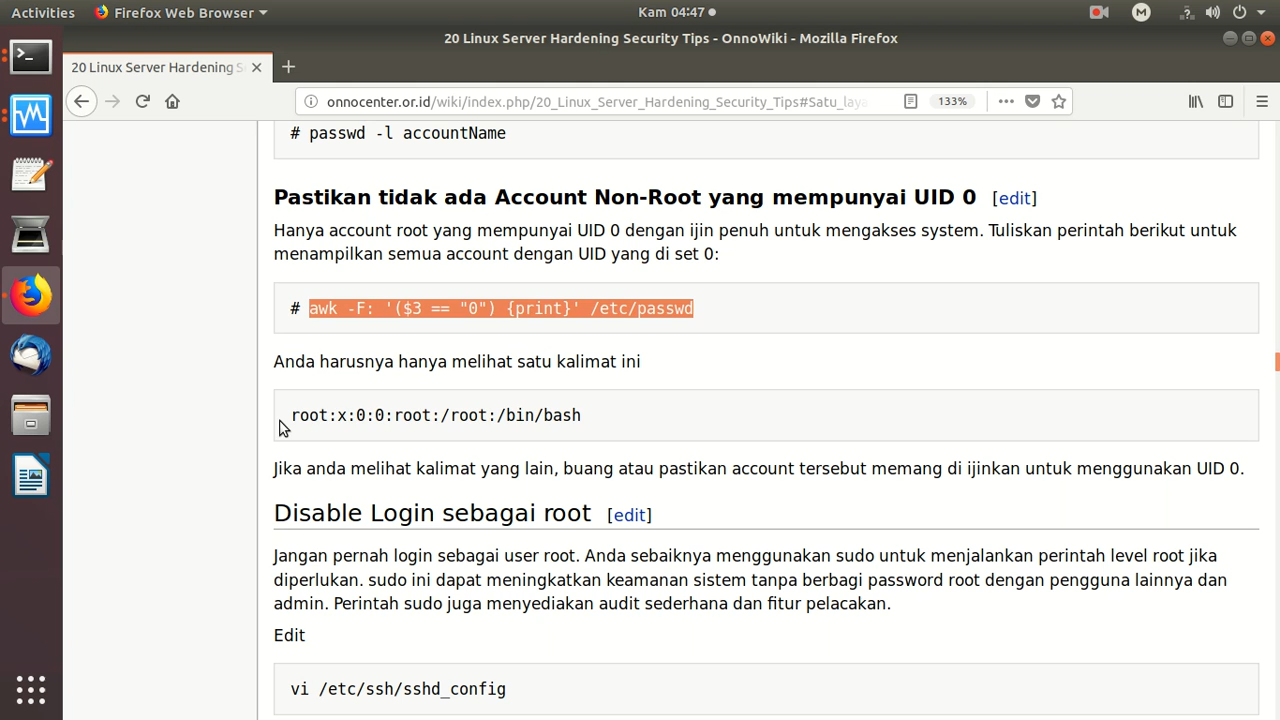 Activities Firefox Web Browser Kam 04:47 M
20 Linux Server Hardening Security Tips - OnnoWiki - Mozilla Firefox
20 Linux Server Hardening S
onnocenter.or.id/wiki/index.php/20_Linux_Server_Hardening_Security_Tips#Satu_laya 133%
# passwd -l accountName
Pastikan tidak ada Account Non-Root yang mempunyai UID 0 [edit]
Hanya account root yang mempunyai UID 0 dengan ijin penuh untuk mengakses system. Tuliskan perintah berikut untuk
menampilkan semua account dengan UID yang di set 0:
# awk -F: '($3 == "0") {print}' /etc/passwd
Anda harusnya hanya melihat satu kalimat ini
root:x:0:0:root:/root:/bin/bash
Jika anda melihat kalimat yang lain, buang atau pastikan account tersebut memang di ijinkan untuk menggunakan UID 0.
Disable Login sebagai root [edit]
Jangan pernah login sebagai user root. Anda sebaiknya menggunakan sudo untuk menjalankan perintah level root jika
diperlukan. sudo ini dapat meningkatkan keamanan sistem tanpa berbagi password root dengan pengguna lainnya dan
admin. Perintah sudo juga menyediakan audit sederhana dan fitur pelacakan.
Edit
vi /etc/ssh/sshd_config